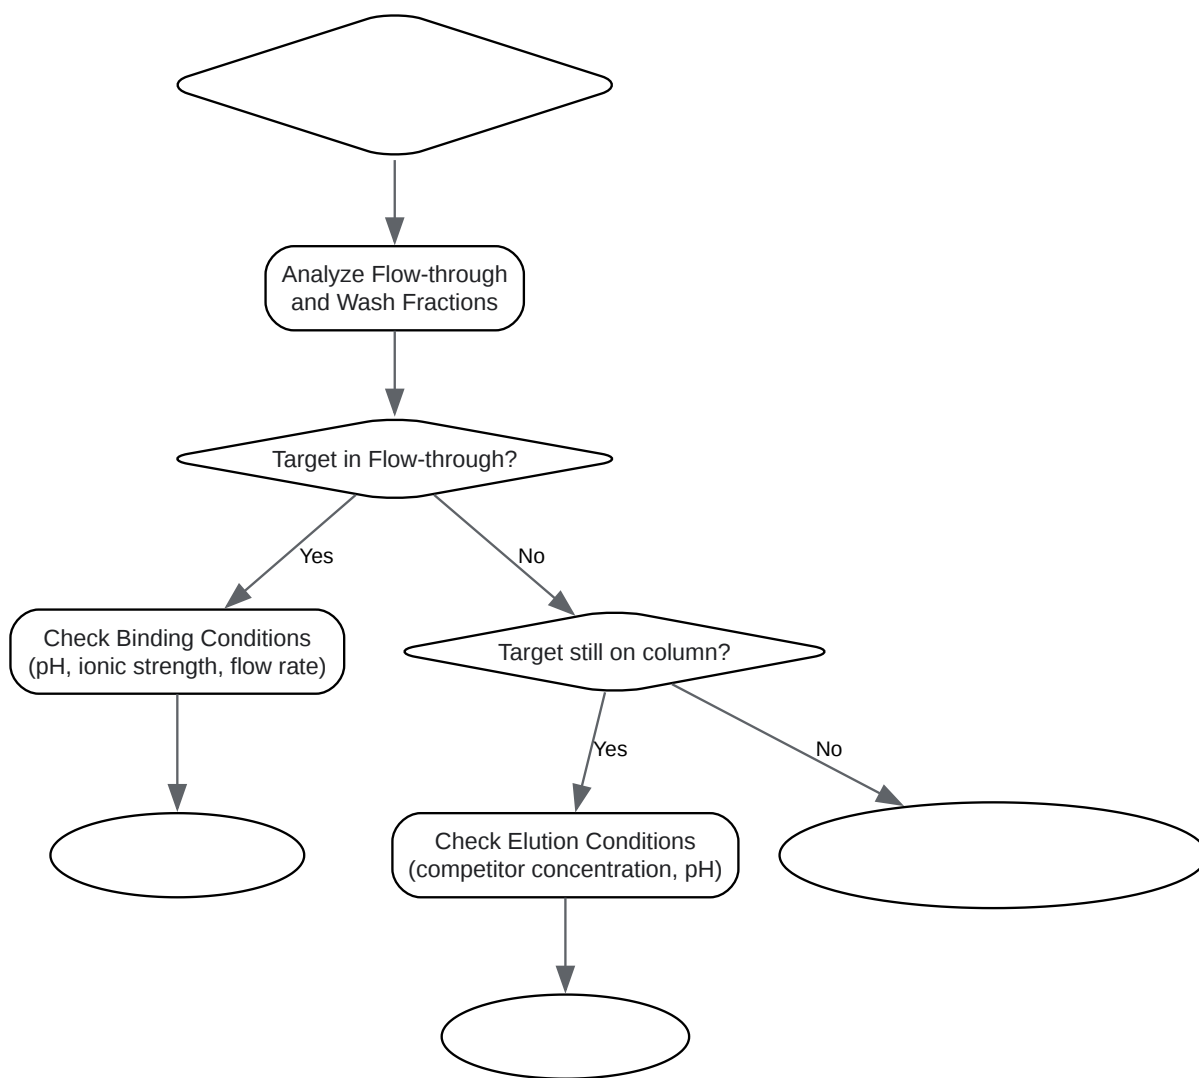 Analyze Flow-through
and Wash Fractions
Target in Flow-through?
Yes
No
Check Binding Conditions
(pH, ionic strength, flow rate)
Target still on column?
Yes
No
Check Elution Conditions
(competitor concentration, pH)